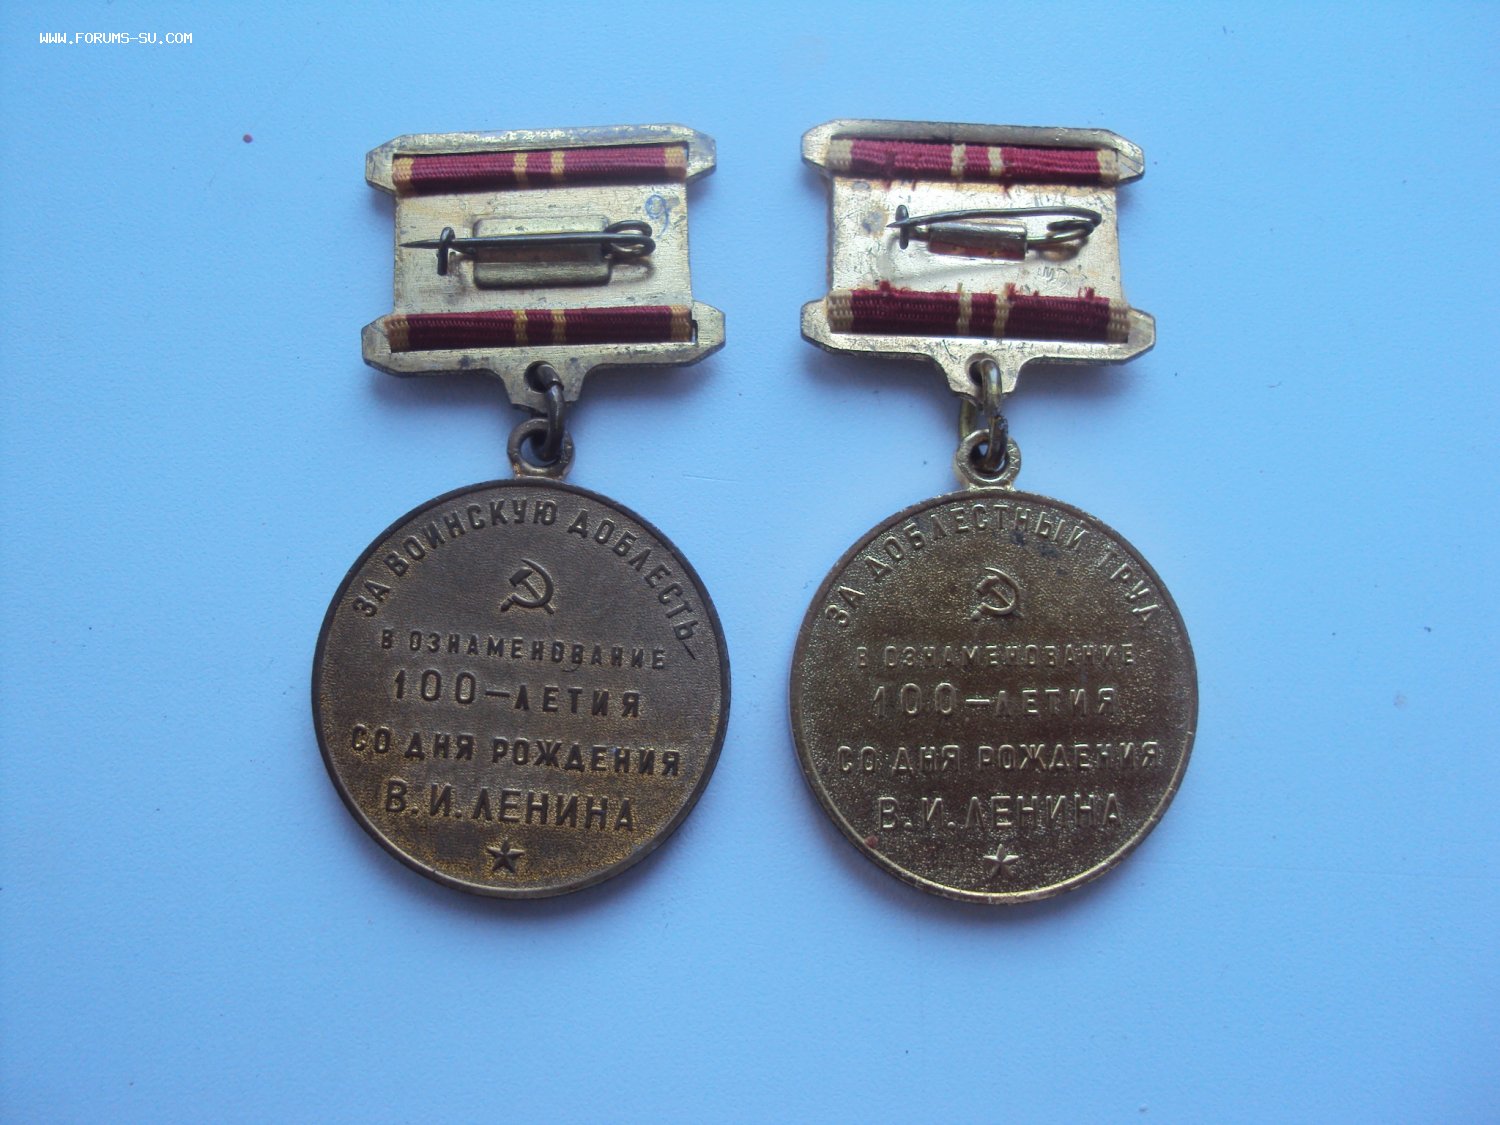 WWW.FORUMS-SU.COM
9
ЗА ВОИНСКУЮ ДОБЛЕСТЬ
В ОЗНАМЕНОВАНИЕ
100-ЛЕТИЯ
СО ДНЯ РОЖДЕНИЯ
В.И.ЛЕНИНА
ЗА ДОБЛЕСТНЫЙ ТРУД
В ОЗНАМЕНОВАНИЕ
100-ЛЕТИЯ
СО ДНЯ РОЖДЕНИЯ
В.И.ЛЕНИНА